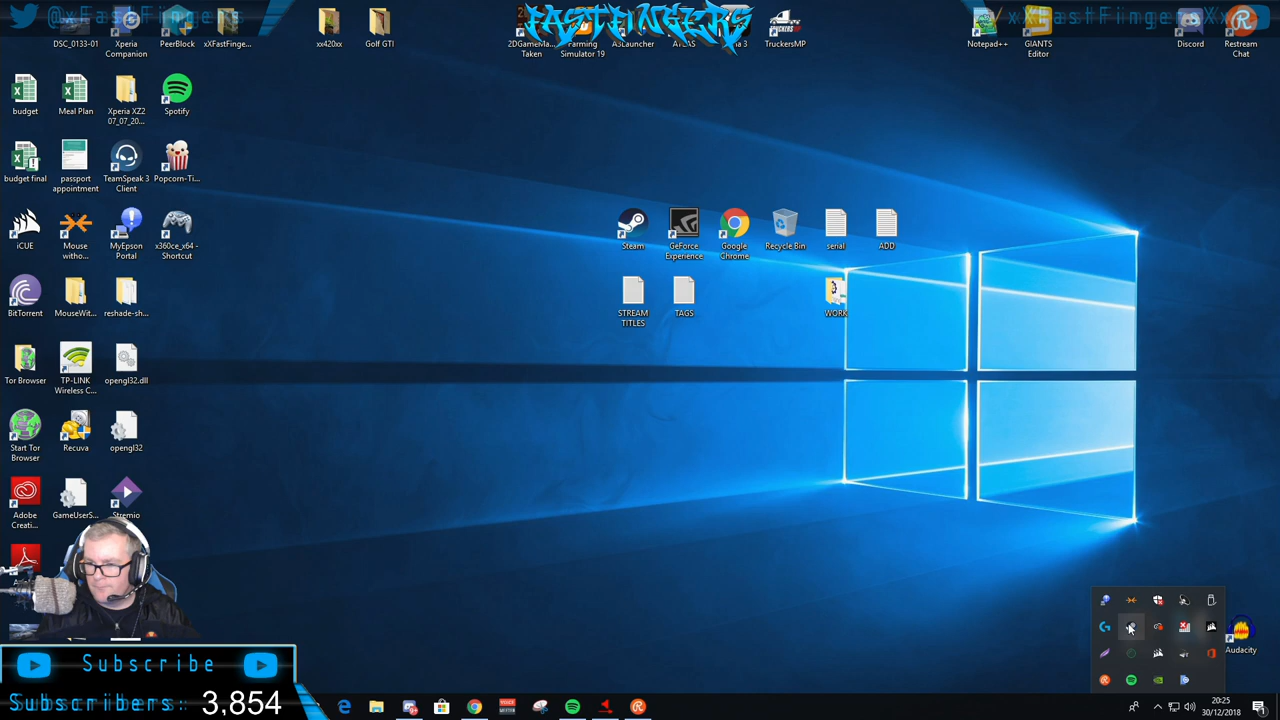 @xFastFingers
FASTFINGERS
/xxFastFiingersXx
DSC_0133-01
Xperia
Companion
PeerBlock
xXFastFinge...
xx420xx
Golf GTI
2DGameMa...
Taken
Farming
Simulator 19
A3Launcher
ATLAS
TruckersMP
Notepad++
GIANTS
Editor
Discord
Restream
Chat
budget
Meal Plan
Xperia XZ2
07_07_20...
Spotify
budget final
passport
appointment
TeamSpeak 3
Client
Popcorn-Ti...
iCUE
Mouse
witho...
MyEpson
Portal
x360ce_x64 -
Shortcut
Steam
GeForce
Experience
Google
Chrome
Recycle Bin
serial
ADD
BitTorrent
MouseWit...
reshade-sh...
STREAM
TITLES
TAGS
WORK
Tor Browser
TP-LINK
Wireless C...
opengl32.dll
Start Tor
Browser
Recuva
opengl32
Adobe
Creati...
GameUserS...
Stremio
Audacity
Subscribe
Subscribers: 3,854
20:25
30/12/2018